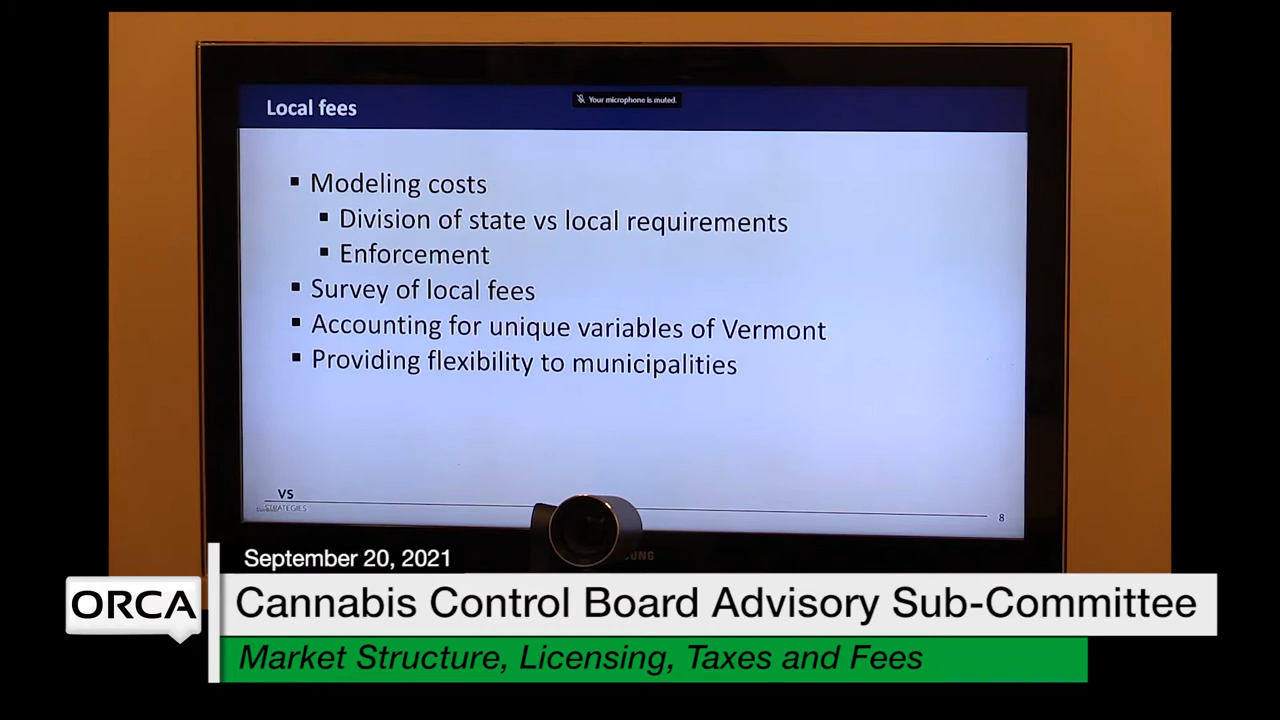 Local fees
Your microphone is muted.
▪ Modeling costs
▪ Division of state vs local requirements
▪ Enforcement
▪ Survey of local fees
▪ Accounting for unique variables of Vermont
▪ Providing flexibility to municipalities
VS
STRATEGIES
8
UNG
September 20, 2021
ORCA
Cannabis Control Board Advisory Sub-Committee
Market Structure, Licensing, Taxes and Fees